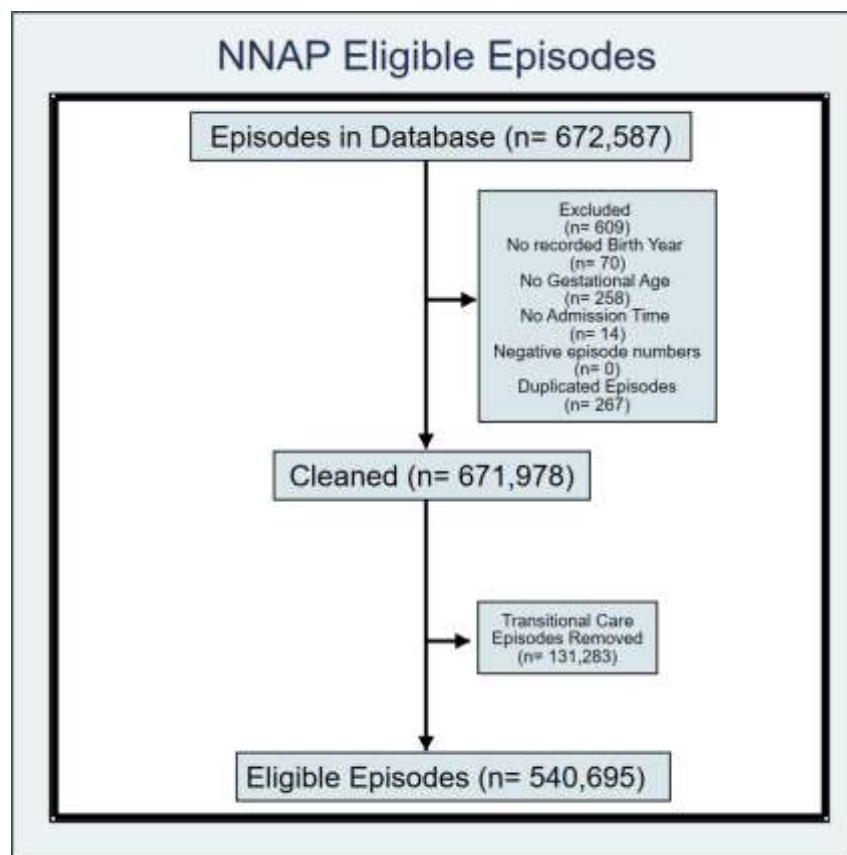 NNAP Eligible Episodes
Episodes in Database (n= 672,587)
Excluded
(n= 609)
No recorded Birth Year
(n= 70)
No Gestational Age
(n= 258)
No Admission Time
(n= 14)
Negative episode numbers
(n= 0)
Duplicated Episodes
(n= 267)
Cleaned (n= 671,978)
Transitional Care
Episodes Removed
(n= 131,283)
Eligible Episodes (n= 540,695)